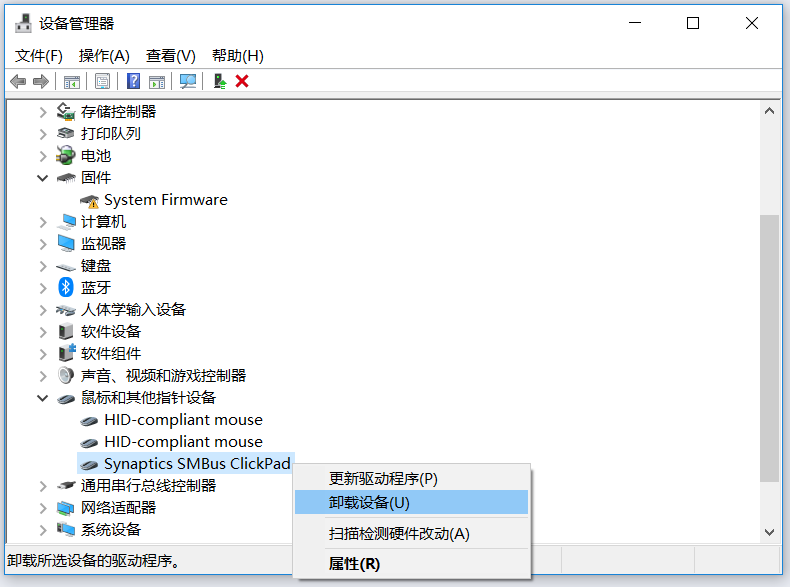 设备管理器
文件(F) 操作(A) 查看(V) 帮助(H)
存储控制器
打印队列
电池
固件
System Firmware
计算机
监视器
键盘
蓝牙
人体学输入设备
软件设备
软件组件
声音、视频和游戏控制器
鼠标和其他指针设备
HID-compliant mouse
HID-compliant mouse
Synaptics SMBus ClickPad
更新驱动程序(P)
卸载设备(U)
扫描检测硬件改动(A)
属性(R)
通用串行总线控制器
网络适配器
系统设备
卸载所选设备的驱动程序。